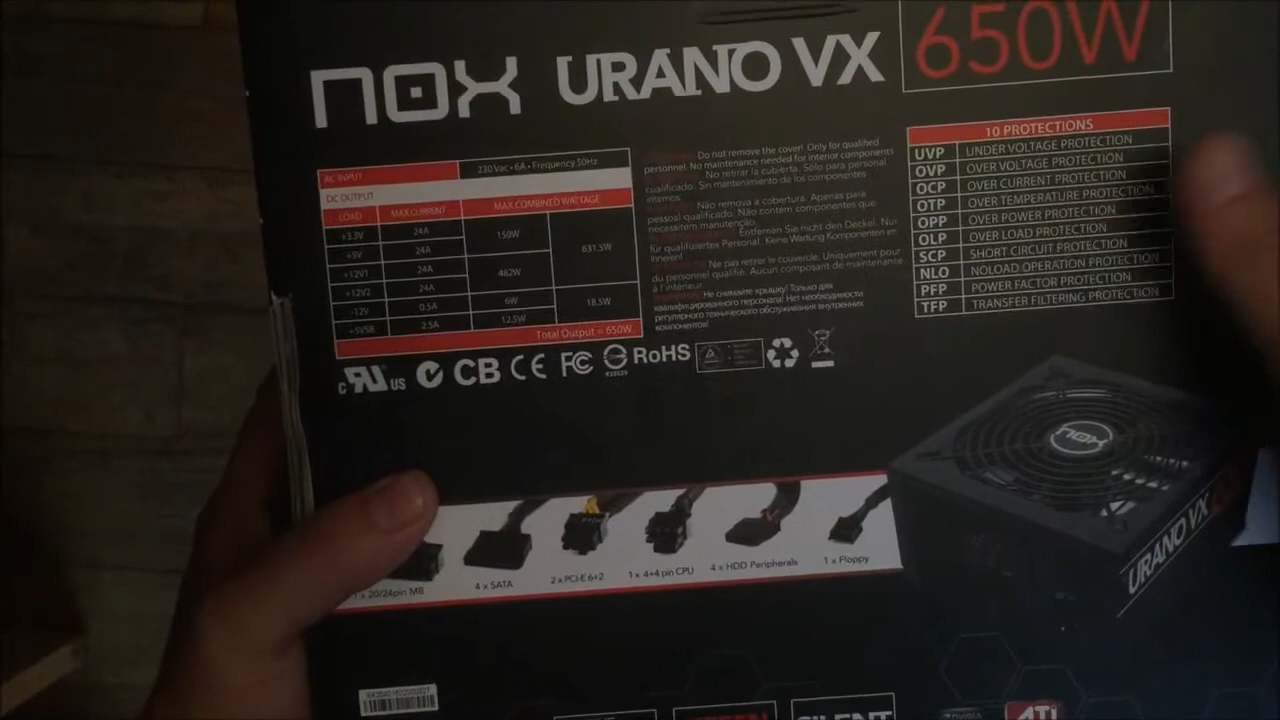 nox URANO VX 650W
AC INPUT 230 Vac • 6A • Frequency 50Hz
DC OUTPUT
LOAD MAX CURRENT MAX COMBINED WATTAGE
+3.3V 24A 150W 631.5W
+5V 24A
+12V1 24A 482W
+12V2 24A
-12V 0.5A 6W 18.5W
+5VSB 2.5A 12.5W
Total Output = 650W
Do not remove the cover! Only for qualified
personnel. No maintenance needed for interior components
No retirar la cubierta. Sólo para personal
cualificado. Sin mantenimiento de los componentes
internos.
Não remova a cobertura. Apenas para
pessoal qualificado. Não contem componentes que
necessitem manutenção.
Entfernen Sie nicht den Deckel. Nur
für qualifiziertes Personal. Keine Wartung Komponenten en
Inneren!
Ne pas retirer le couvercle. Uniquement pour
du personnel qualifié. Aucun composant de maintenance
à l'intérieur.
Не снимайте крышку! Только для
квалифицированного персонала! Нет необходимости
регулярного технического обслуживания внутренних
компонентов!
10 PROTECTIONS
UVP UNDER VOLTAGE PROTECTION
OVP OVER VOLTAGE PROTECTION
OCP OVER CURRENT PROTECTION
OTP OVER TEMPERATURE PROTECTION
OPP OVER POWER PROTECTION
OLP OVER LOAD PROTECTION
SCP SHORT CIRCUIT PROTECTION
NLO NOLOAD OPERATION PROTECTION
PFP POWER FACTOR PROTECTION
TFP TRANSFER FILTERING PROTECTION
c RU US CB CE FC RoHS
nox
URANO VX
1 x 20/24pin MB
4 x SATA
2 x PCI-E 6+2
1 x 4+4 pin CPU
4 x HDD Peripherals
1 x Floppy
SILENT
nVIDIA
ATi